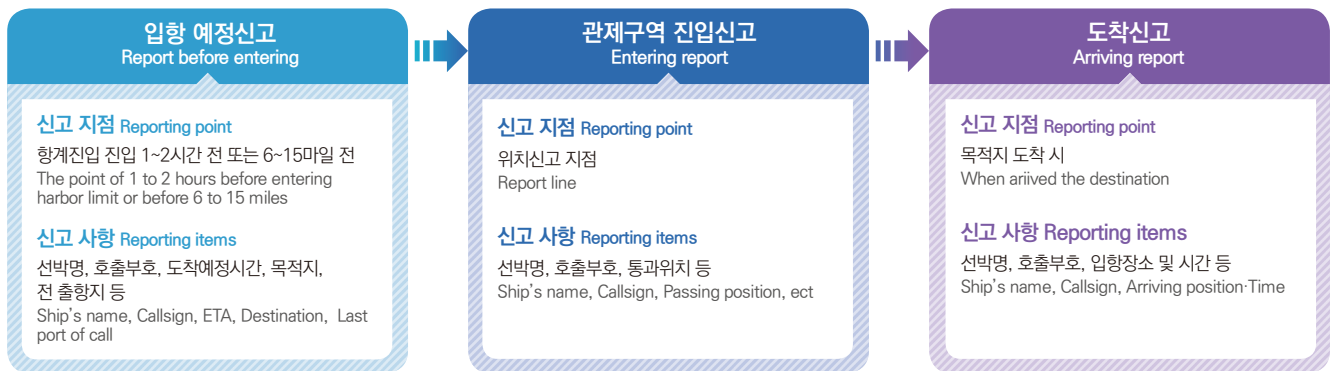 입항 예정신고
Report before entering
신고 지점 Reporting point
항계진입 진입 1~2시간 전 또는 6~15마일 전
The point of 1 to 2 hours before entering
harbor limit or before 6 to 15 miles
신고 사항 Reporting items
선박명, 호출부호, 도착예정시간, 목적지,
전 출항지 등
Ship's name, Callsign, ETA, Destination, Last
port of call
관제구역 진입신고
Entering report
신고 지점 Reporting point
위치신고 지점
Report line
신고 사항 Reporting items
선박명, 호출부호, 통과위치 등
Ship's name, Callsign, Passing position, ect
도착신고
Arriving report
신고 지점 Reporting point
목적지 도착 시
When ariived the destination
신고 사항 Reporting items
선박명, 호출부호, 입항장소 및 시간 등
Ship's name, Callsign, Arriving position·Time